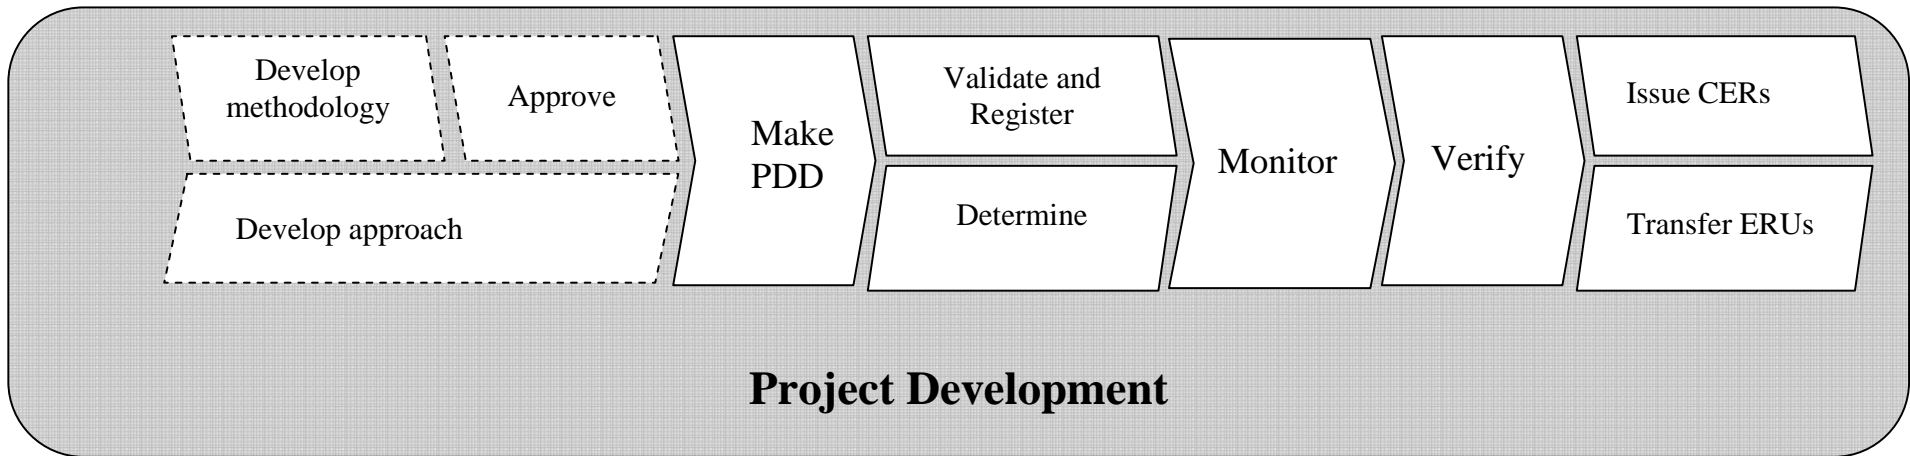 Develop
methodology
Approve
Develop approach
Make
PDD
Validate and
Register
Determine
Monitor
Verify
Issue CERs
Transfer ERUs
Project Development